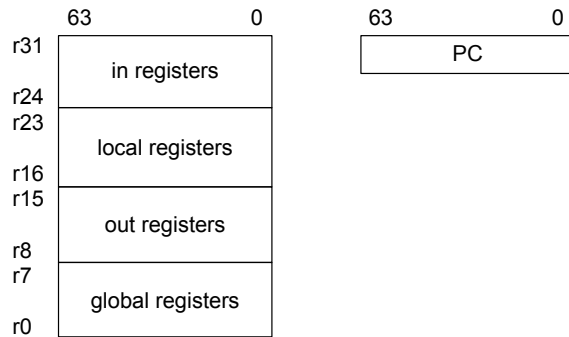 63 0 63 0
r31
PC
in registers
r24
r23
local registers
r16
r15
out registers
r8
r7
global registers
r0